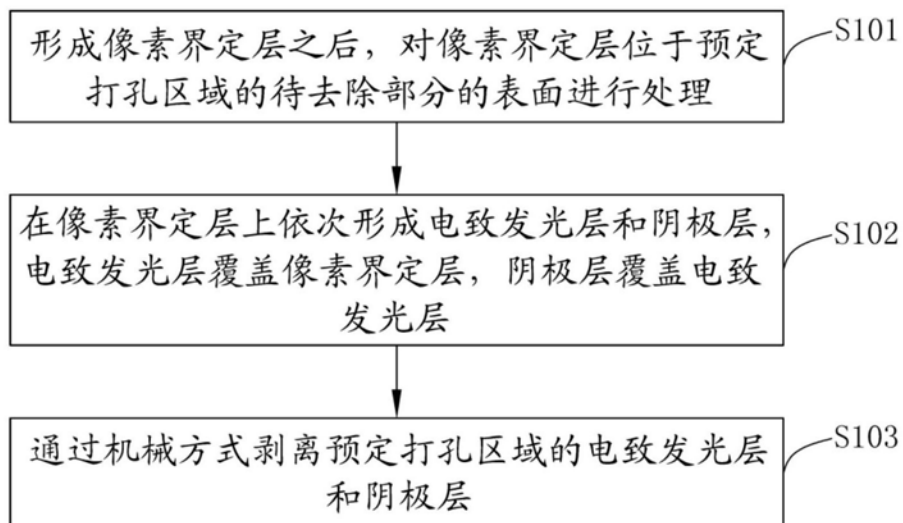 形成像素界定层之后，对像素界定层位于预定
打孔区域的待去除部分的表面进行处理
S101
在像素界定层上依次形成电致发光层和阴极层，
电致发光层覆盖像素界定层，阴极层覆盖电致
发光层
S102
通过机械方式剥离预定打孔区域的电致发光层
和阴极层
S103